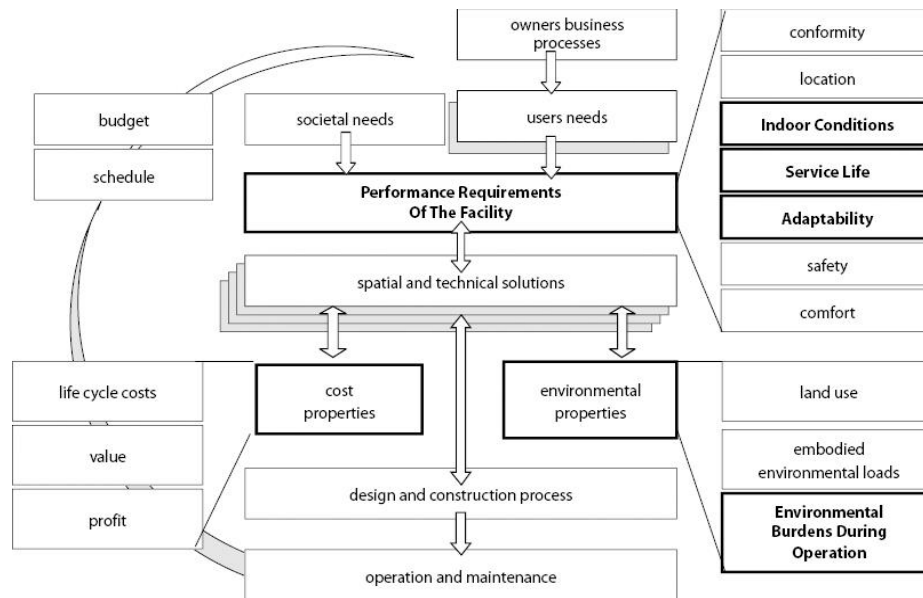 owners business
processes
conformity
location
budget
societal needs
users needs
Indoor Conditions
schedule
Performance Requirements
Of The Facility
Service Life
Adaptability
spatial and technical solutions
safety
comfort
life cycle costs
cost
properties
environmental
properties
land use
value
embodied
environmental loads
profit
design and construction process
Environmental
Burdens During
Operation
operation and maintenance